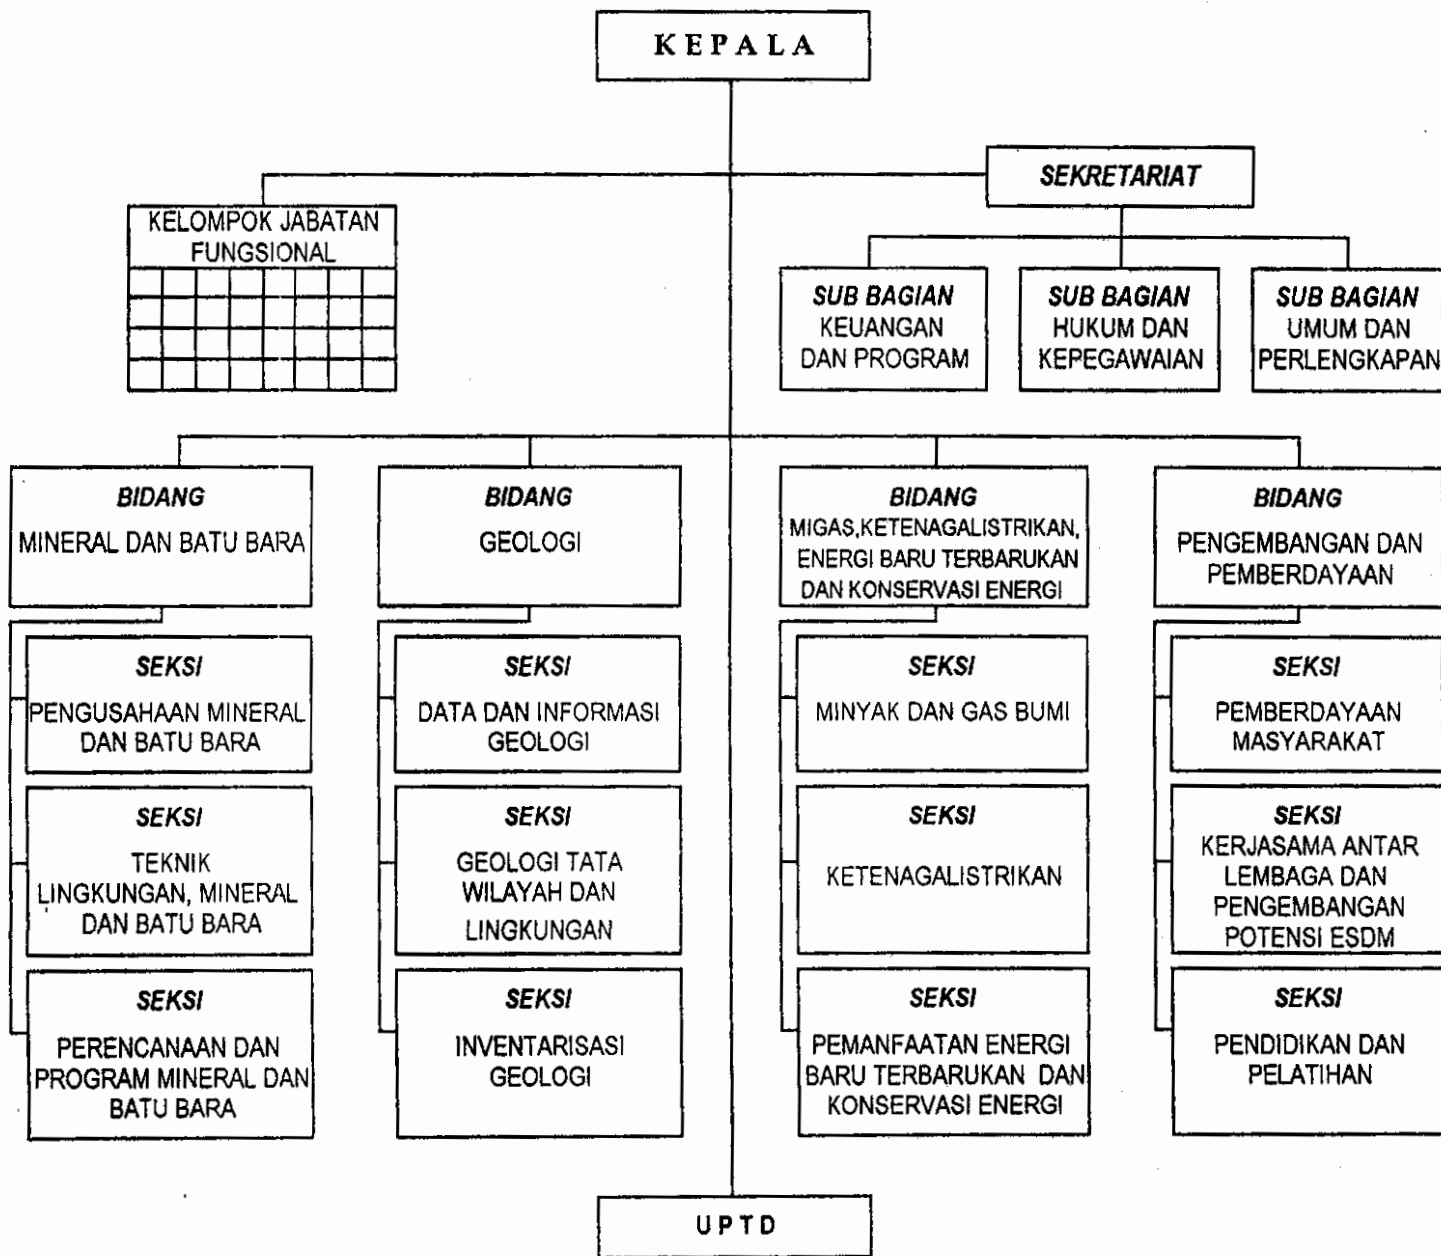 KEPALA
SEKRETARIAT
KELOMPOK JABATAN
FUNGSIONAL
SUB BAGIAN
KEUANGAN
DAN PROGRAM
SUB BAGIAN
HUKUM DAN
KEPEGAWAIAN
SUB BAGIAN
UMUM DAN
PERLENGKAPAN
BIDANG
MINERAL DAN BATU BARA
BIDANG
GEOLOGI
BIDANG
MIGAS,KETENAGALISTRIKAN,
ENERGI BARU TERBARUKAN
DAN KONSERVASI ENERGI
BIDANG
PENGEMBANGAN DAN
PEMBERDAYAAN
SEKSI
PENGUSAHAAN MINERAL
DAN BATU BARA
SEKSI
DATA DAN INFORMASI
GEOLOGI
SEKSI
MINYAK DAN GAS BUMI
SEKSI
PEMBERDAYAAN
MASYARAKAT
SEKSI
TEKNIK
LINGKUNGAN, MINERAL
DAN BATU BARA
SEKSI
GEOLOGI TATA
WILAYAH DAN
LINGKUNGAN
SEKSI
KETENAGALISTRIKAN
SEKSI
KERJASAMA ANTAR
LEMBAGA DAN
PENGEMBANGAN
POTENSI ESDM
SEKSI
PERENCANAAN DAN
PROGRAM MINERAL DAN
BATU BARA
SEKSI
INVENTARISASI
GEOLOGI
SEKSI
PEMANFAATAN ENERGI
BARU TERBARUKAN DAN
KONSERVASI ENERGI
SEKSI
PENDIDIKAN DAN
PELATIHAN
UPTD